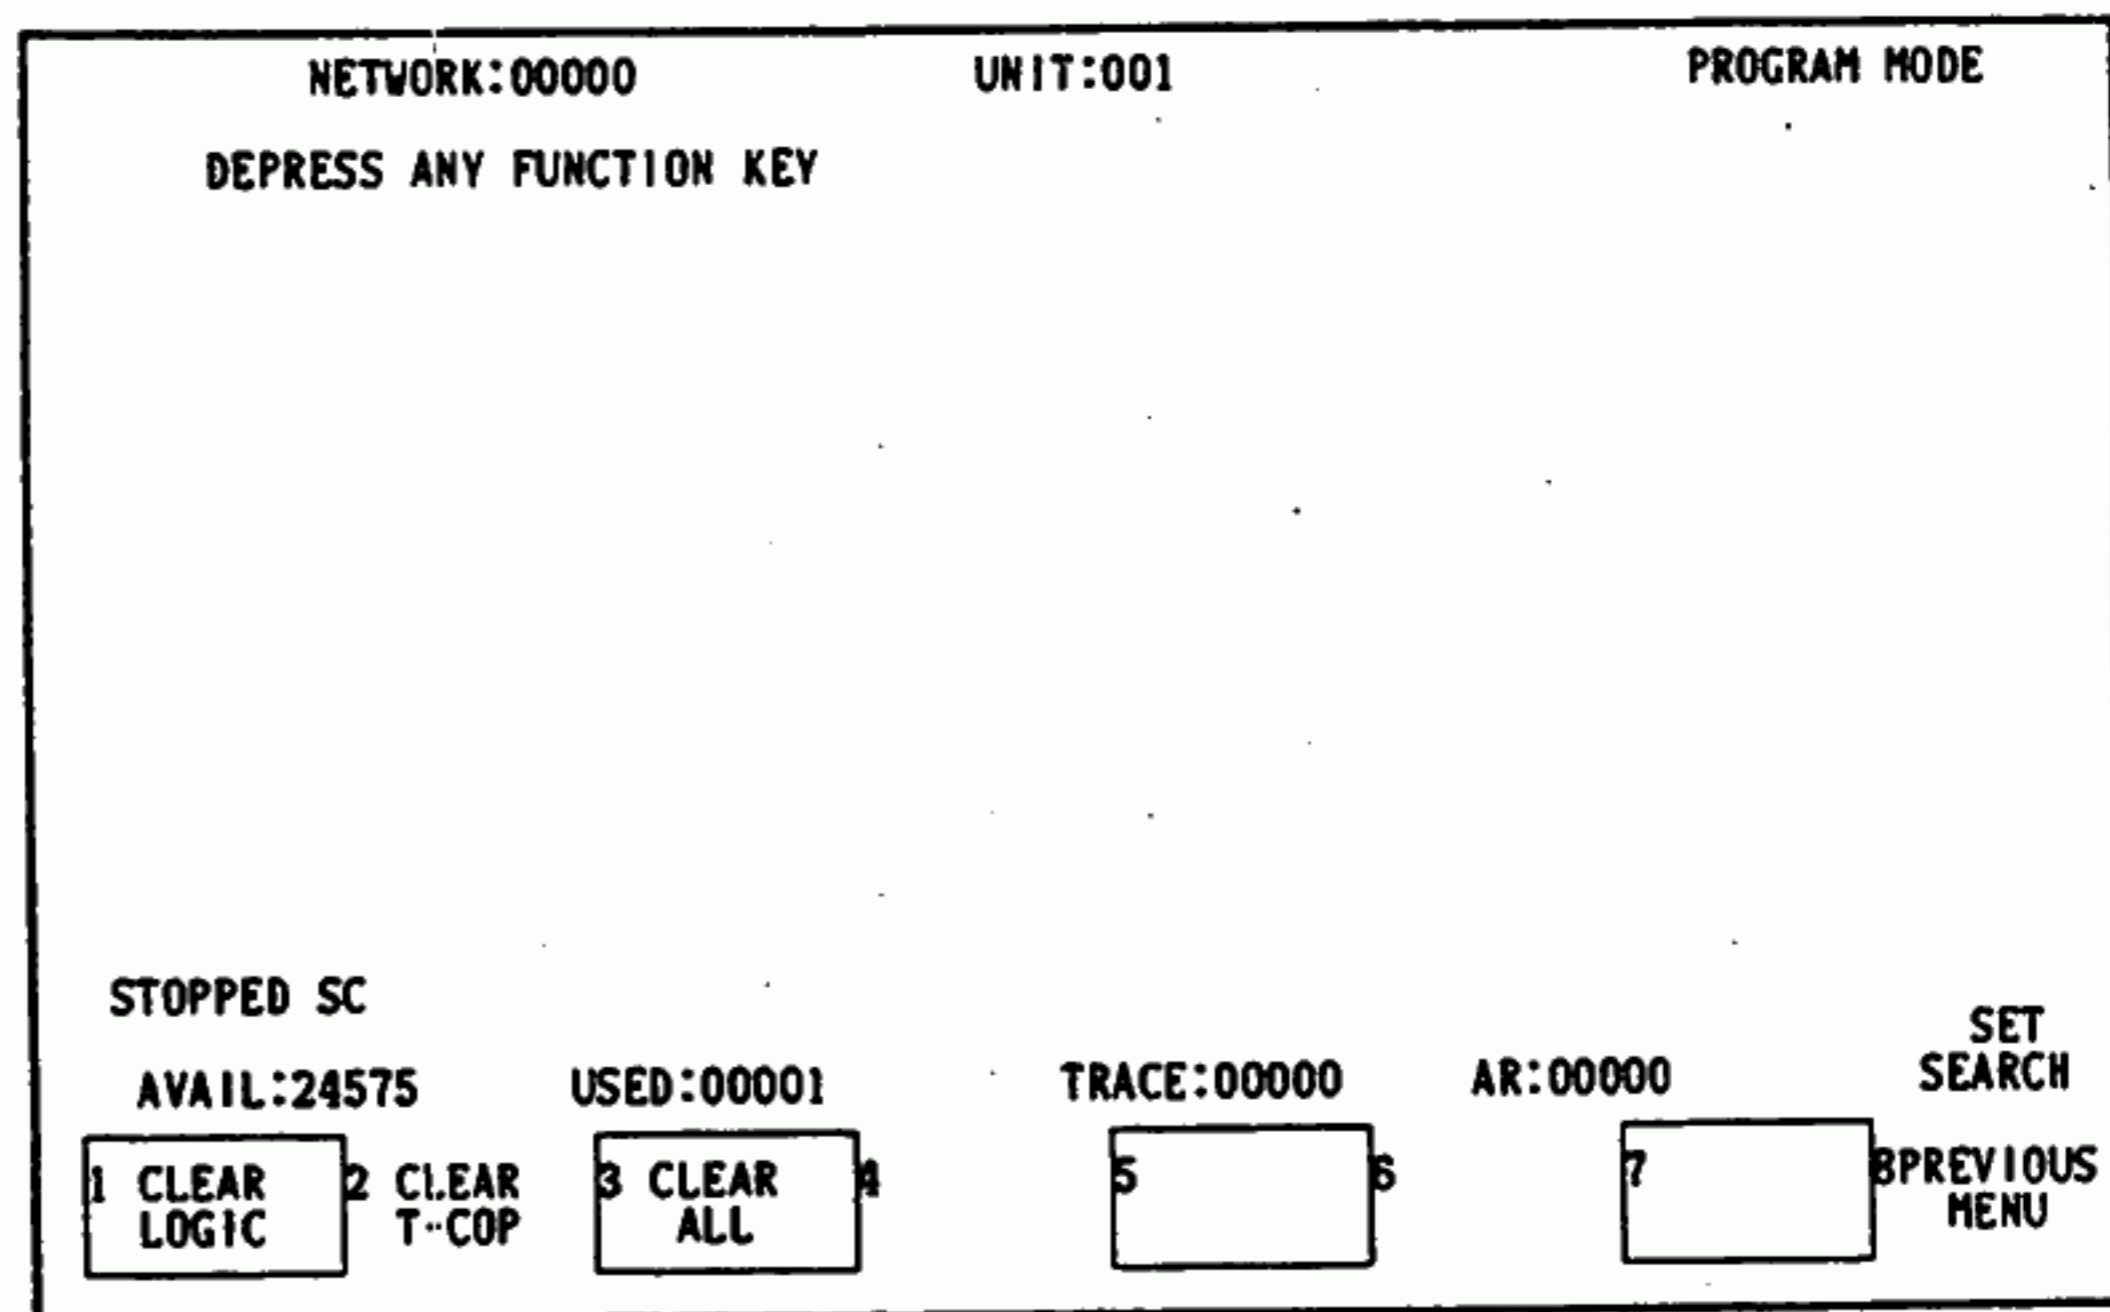 NETWORK:00000 UNIT:001 PROGRAM MODE
DEPRESS ANY FUNCTION KEY
STOPPED SC
SET
SEARCH
AVAIL:24575 USED:00001 TRACE:00000 AR:00000
1 CLEAR 2 CLEAR 3 CLEAR 4 5 6 7 8PREVIOUS
LOGIC T-COP ALL MENU